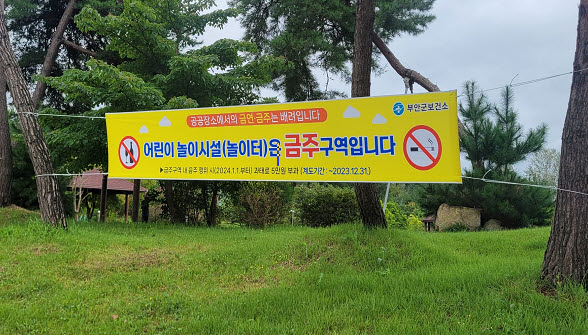 공공장소에서의 금연·금주는 배려입니다
부안군보건소
어린이 놀이시설(놀이터)은 금주구역입니다
▶금주구역 내 음주 행위 시(2024.1.1.부터) 과태료 5만원 부과 (계도기간 : ~2023.12.31.)